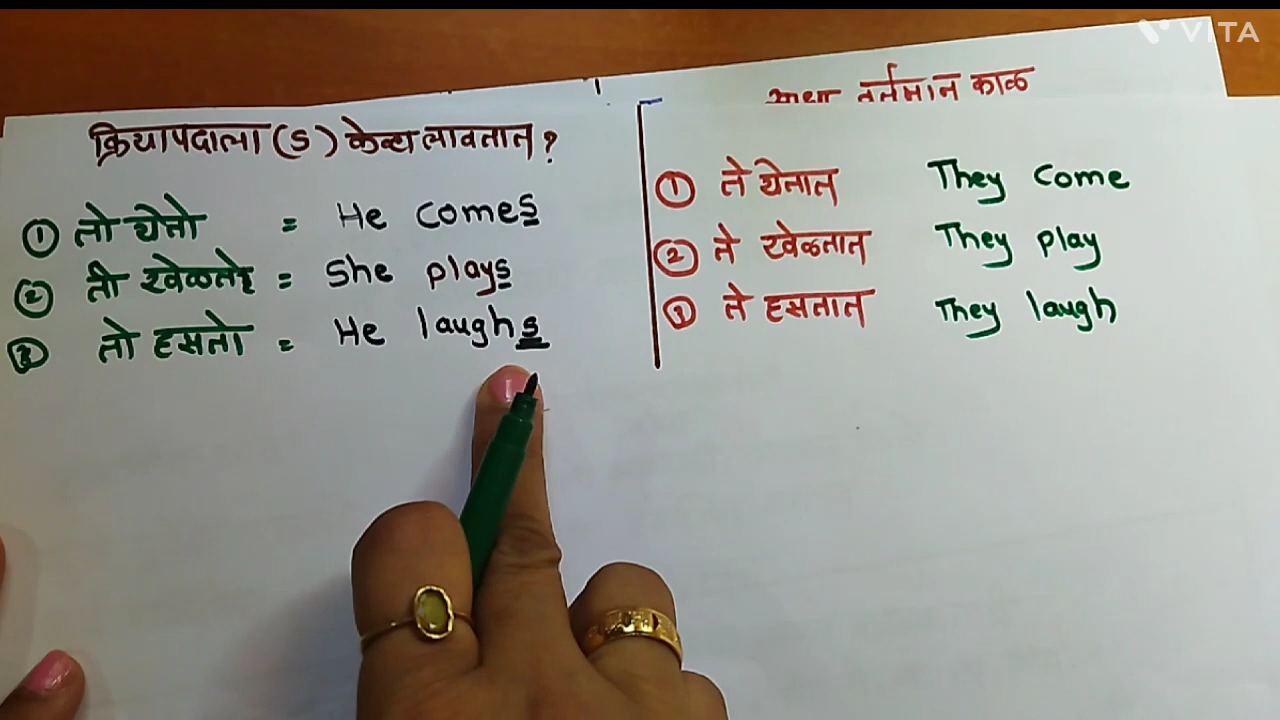 VITA
वर्तमान काळ
क्रियापदाला (s) केव्हा लावतात?
① तो येतो = He comes
② ती खेळते = She plays
③ तो हसतो = He laughs
① ते येतात They come
② ते खेळतात They play
③ ते हसतात They laugh